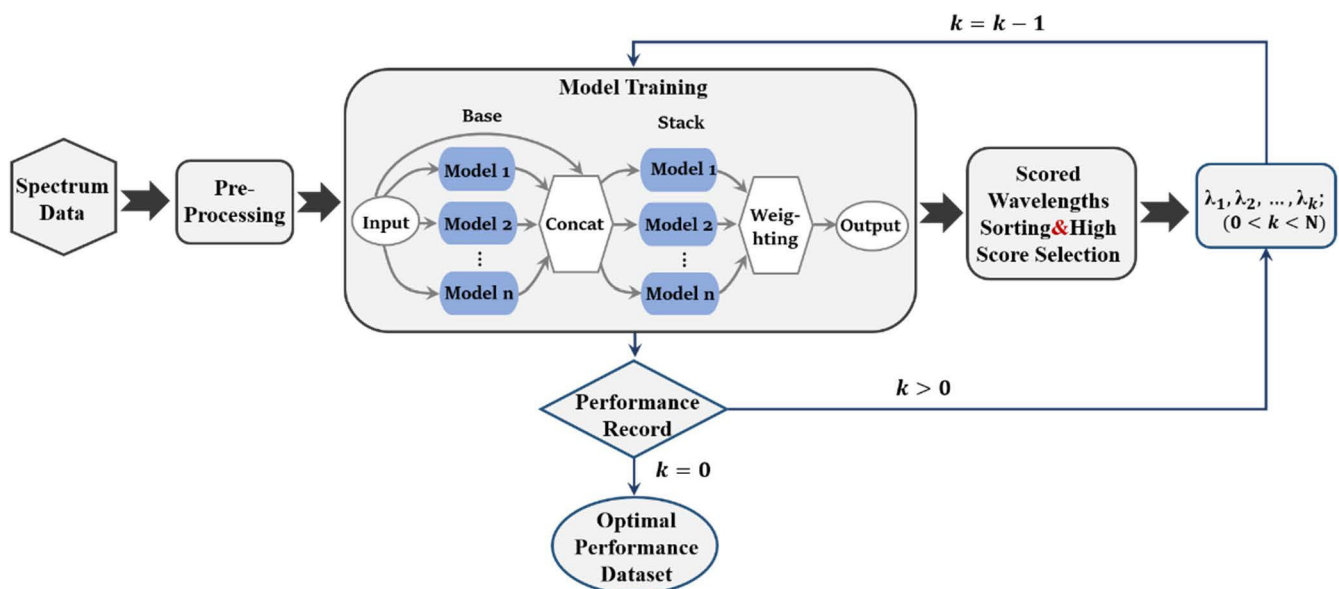 k = k − 1
Model Training
Base
Stack
Spectrum
Data
Pre-
Processing
Input
Model 1
Model 2
⋮
Model n
Concat
Model 1
Model 2
⋮
Model n
Weig-
hting
Output
Scored
Wavelengths
Sorting&High
Score Selection
λ₁, λ₂, …, λₖ;
(0 < k < N)
Performance
Record
k > 0
k = 0
Optimal
Performance
Dataset